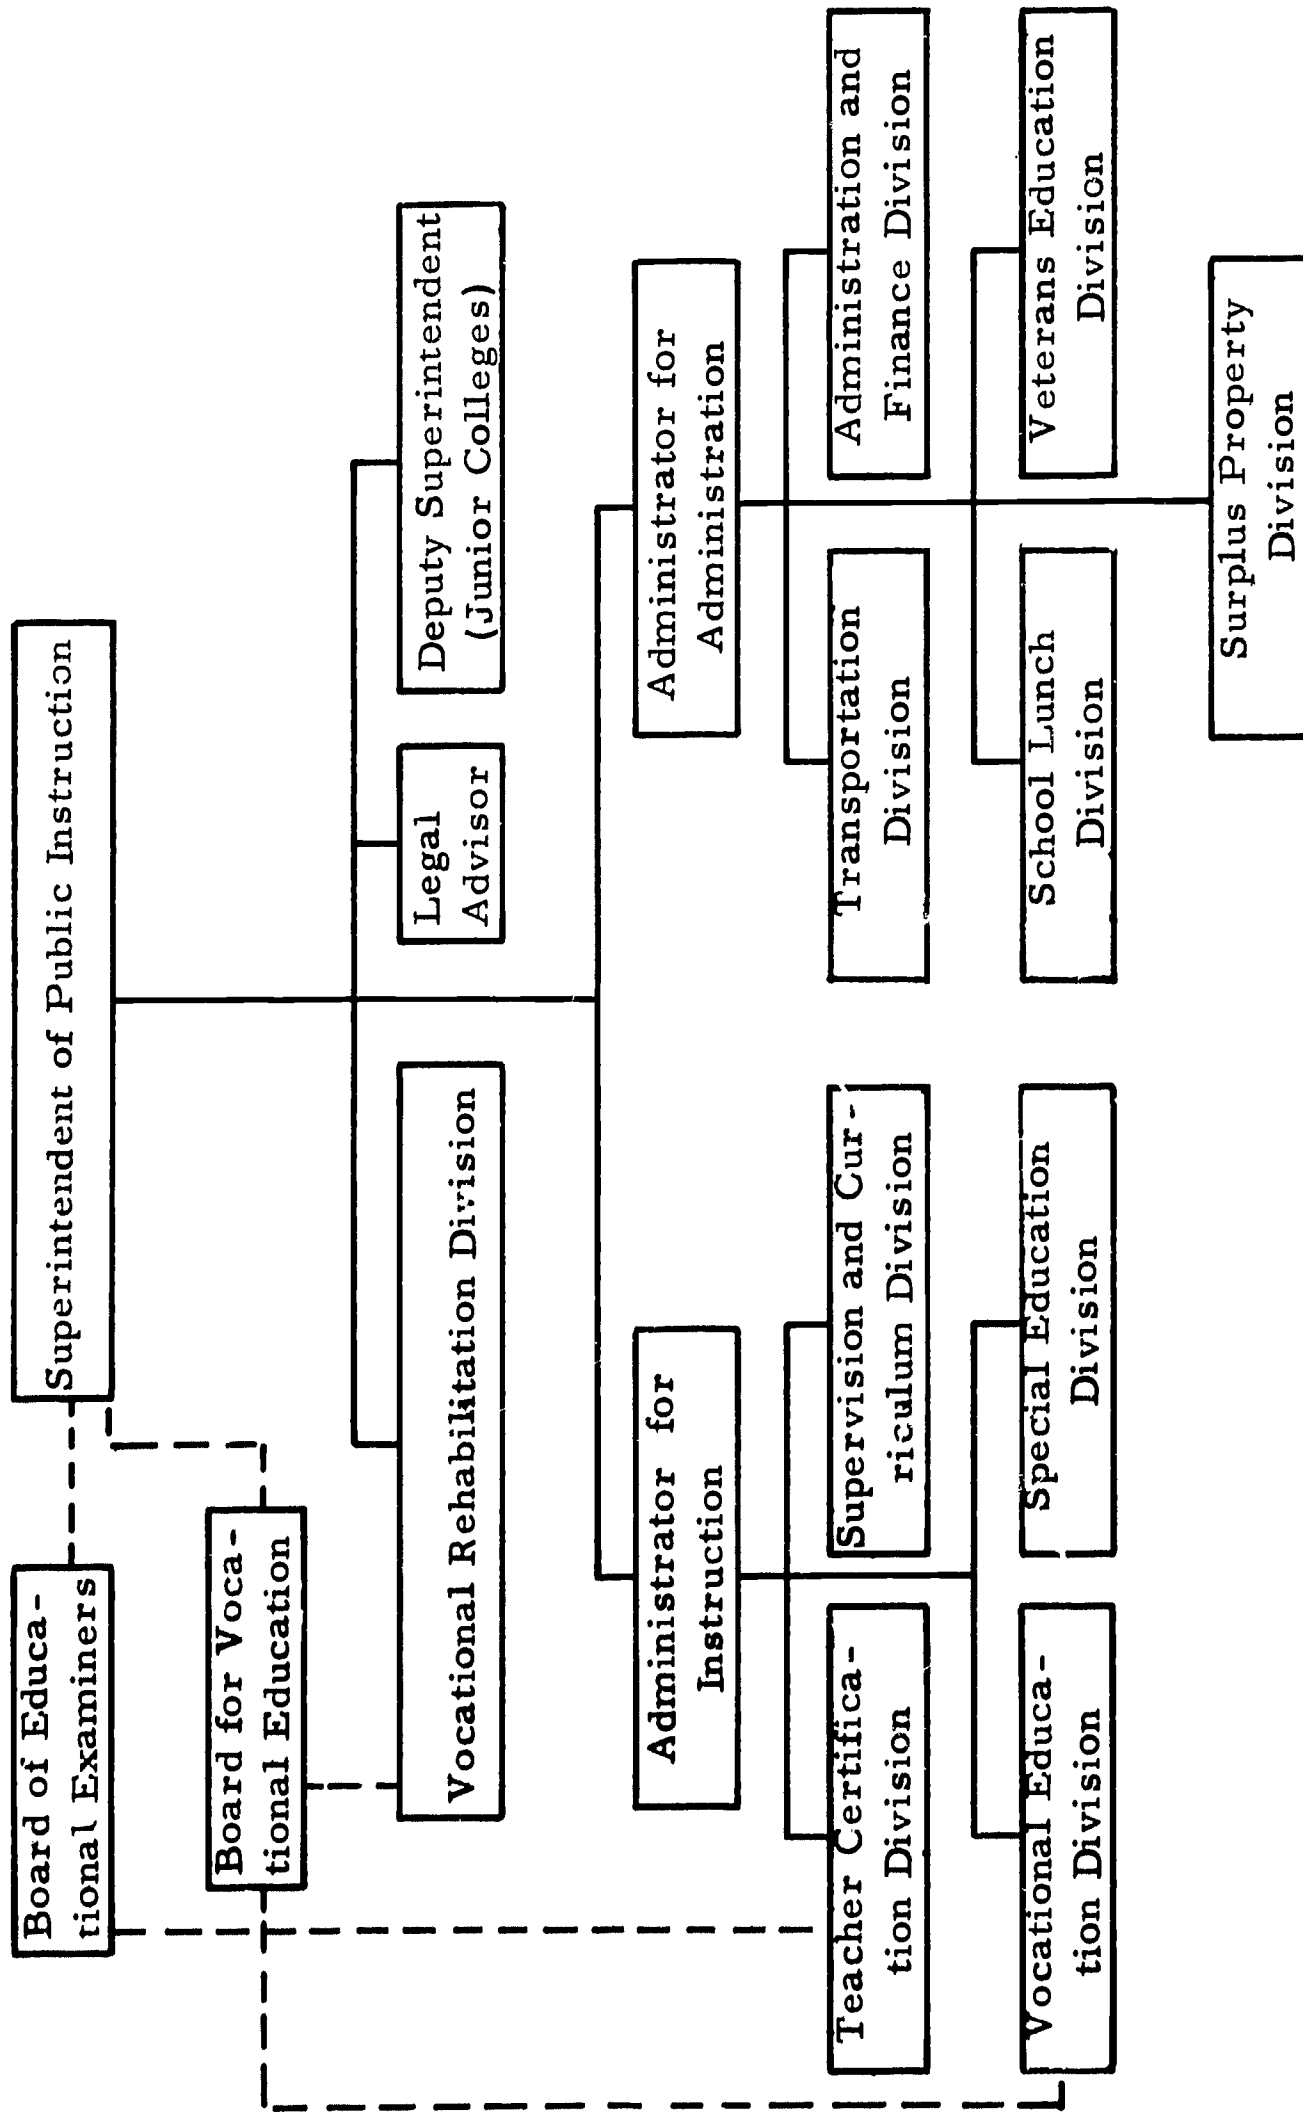 Superintendent of Public Instruction
Board of Educa-
tional Examiners
Board for Voca-
tional Education
Vocational Rehabilitation Division
Legal
Advisor
Deputy Superintendent
(Junior Colleges)
Administrator for
Instruction
Administrator for
Administration
Teacher Certifica-
tion Division
Supervision and Cur-
riculum Division
Transportation
Division
Administration and
Finance Division
Vocational Educa-
tion Division
Special Education
Division
School Lunch
Division
Veterans Education
Division
Surplus Property
Division